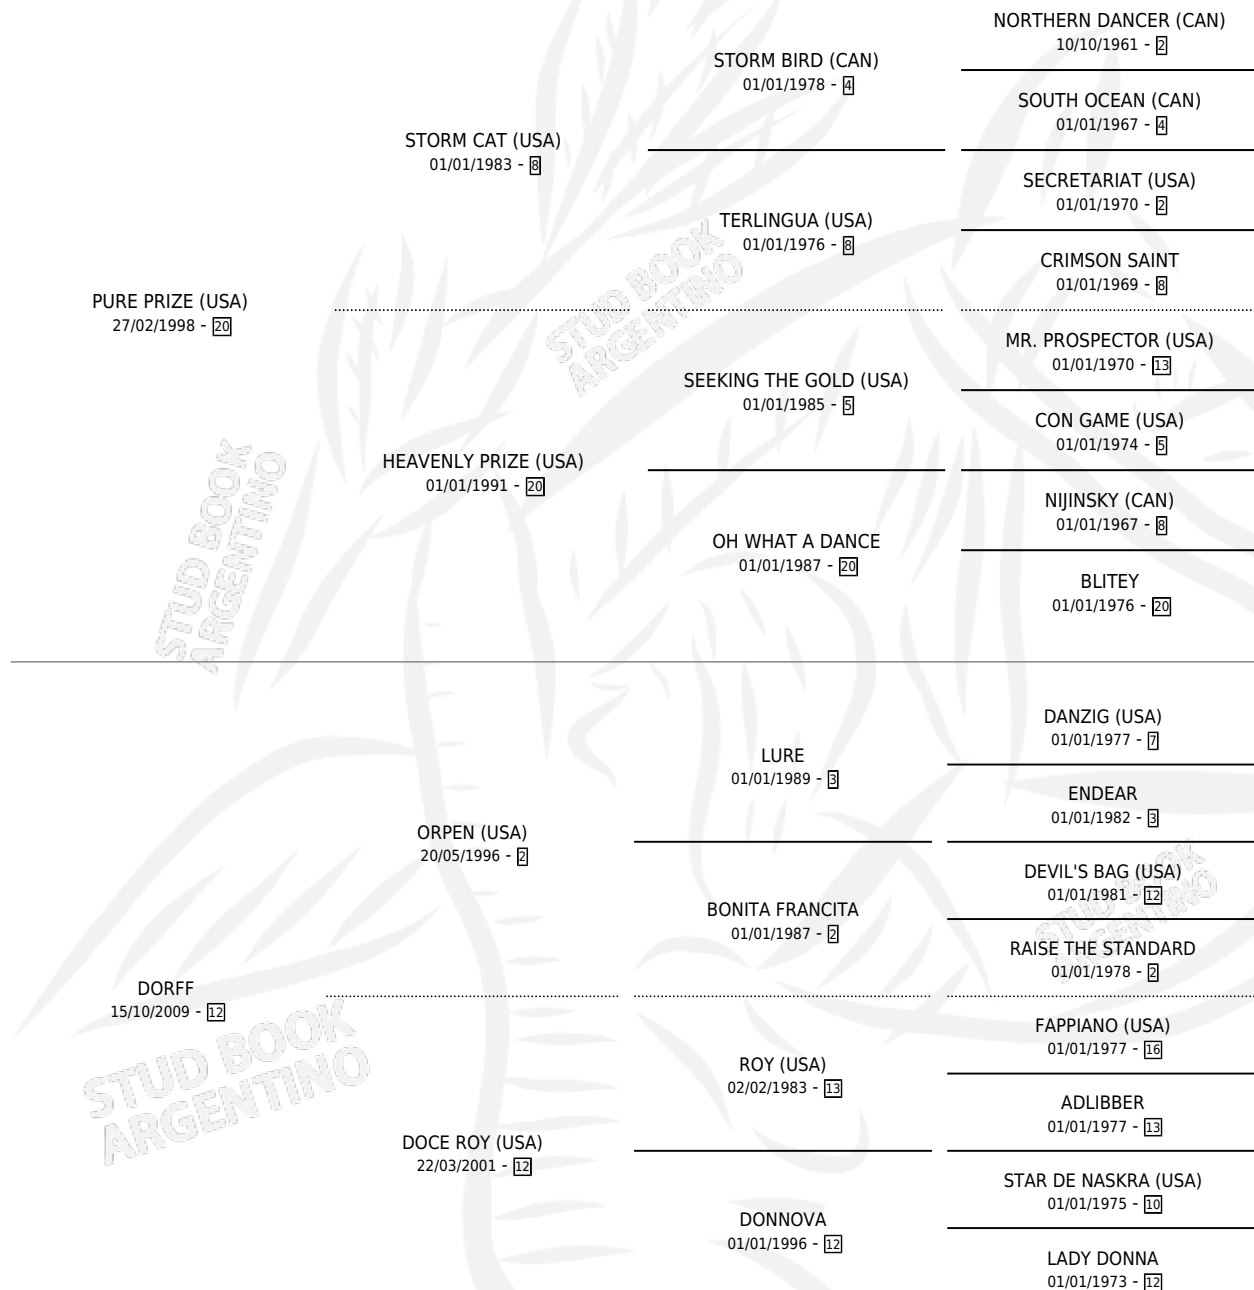 NORTHERN DANCER (CAN)
10/10/1961 - 2
STORM BIRD (CAN)
01/01/1978 - 4
SOUTH OCEAN (CAN)
01/01/1967 - 4
STORM CAT (USA)
01/01/1983 - 8
SECRETARIAT (USA)
01/01/1970 - 2
TERLINGUA (USA)
01/01/1976 - 8
CRIMSON SAINT
01/01/1969 - 8
PURE PRIZE (USA)
27/02/1998 - 20
MR. PROSPECTOR (USA)
01/01/1970 - 13
SEEKING THE GOLD (USA)
01/01/1985 - 5
CON GAME (USA)
01/01/1974 - 5
HEAVENLY PRIZE (USA)
01/01/1991 - 20
NIJINSKY (CAN)
01/01/1967 - 8
OH WHAT A DANCE
01/01/1987 - 20
BLITEY
01/01/1976 - 20
DANZIG (USA)
01/01/1977 - 7
LURE
01/01/1989 - 3
ENDEAR
01/01/1982 - 3
ORPEN (USA)
20/05/1996 - 2
DEVIL'S BAG (USA)
01/01/1981 - 12
BONITA FRANCITA
01/01/1987 - 2
RAISE THE STANDARD
01/01/1978 - 2
DORFF
15/10/2009 - 12
FAPPIANO (USA)
01/01/1977 - 16
ROY (USA)
02/02/1983 - 13
ADLIBBER
01/01/1977 - 13
DOCE ROY (USA)
22/03/2001 - 12
STAR DE NASKRA (USA)
01/01/1975 - 10
DONNOVA
01/01/1996 - 12
LADY DONNA
01/01/1973 - 12
STUD BOOK
ARGENTINO
STUD BOOK
ARGENTINO
STUD BOOK
ARGENTINO
STUD BOOK
ARGENTINO